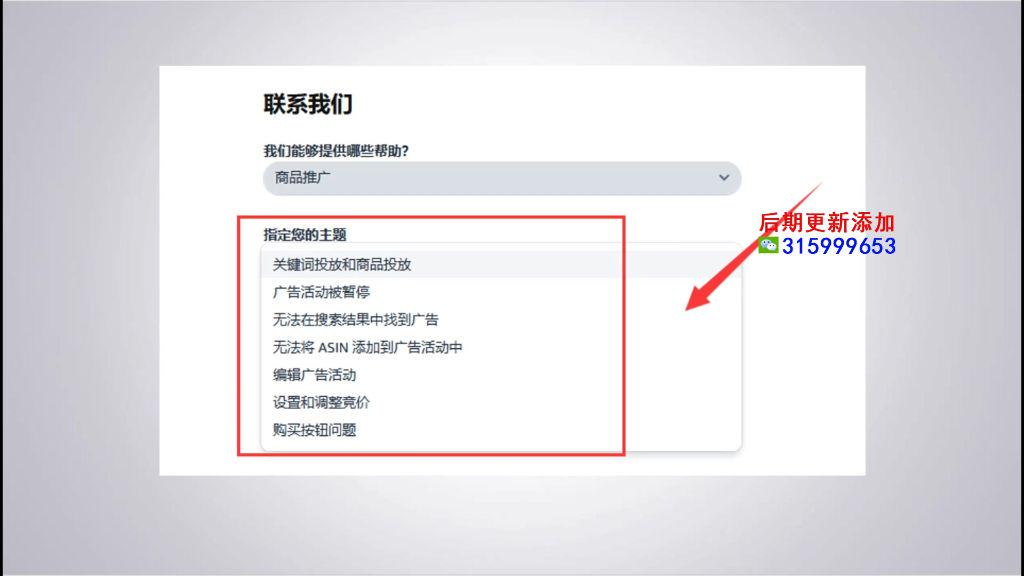 联系我们
我们能够提供哪些帮助?
商品推广
指定您的主题
关键词投放和商品投放
广告活动被暂停
无法在搜索结果中找到广告
无法将 ASIN 添加到广告活动中
编辑广告活动
设置和调整竞价
购买按钮问题
后期更新添加
315999653